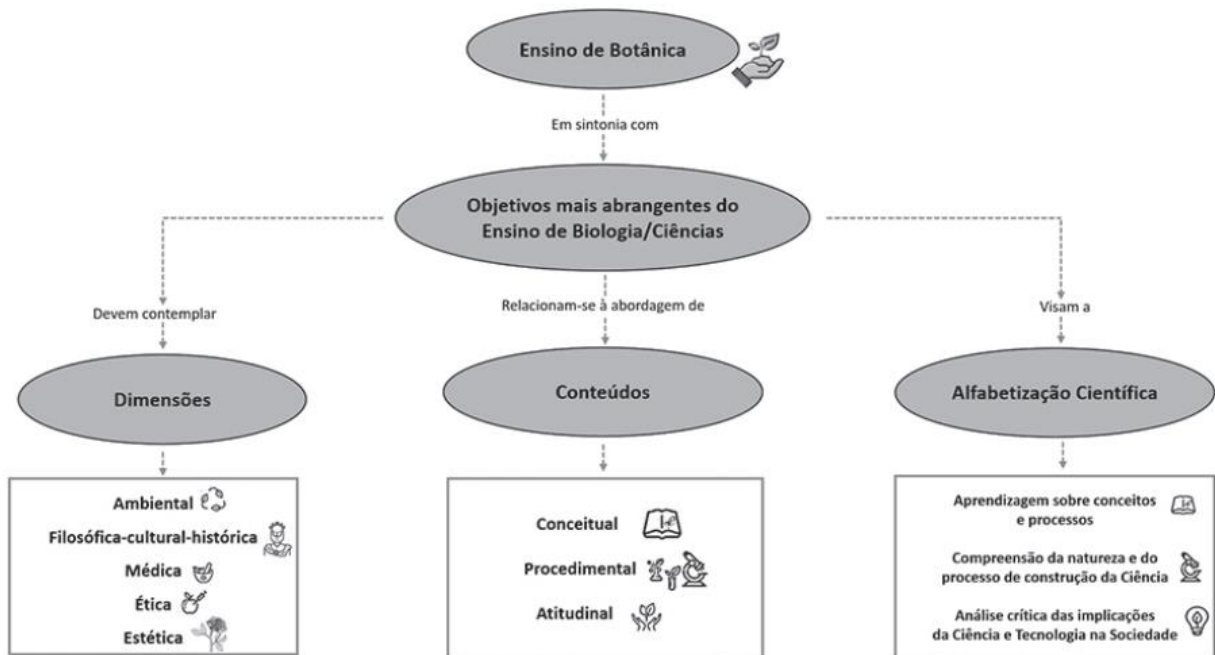 Ensino de Botânica
Em sintonia com
Objetivos mais abrangentes do
Ensino de Biologia/Ciências
Devem contemplar
Relacionam-se à abordagem de
Visam a
Dimensões
Conteúdos
Alfabetização Científica
Ambiental
Filosófica-cultural-histórica
Médica
Ética
Estética
Conceitual
Procedimental
Atitudinal
Aprendizagem sobre conceitos
e processos
Compreensão da natureza e do
processo de construção da Ciência
Análise crítica das implicações
da Ciência e Tecnologia na Sociedade